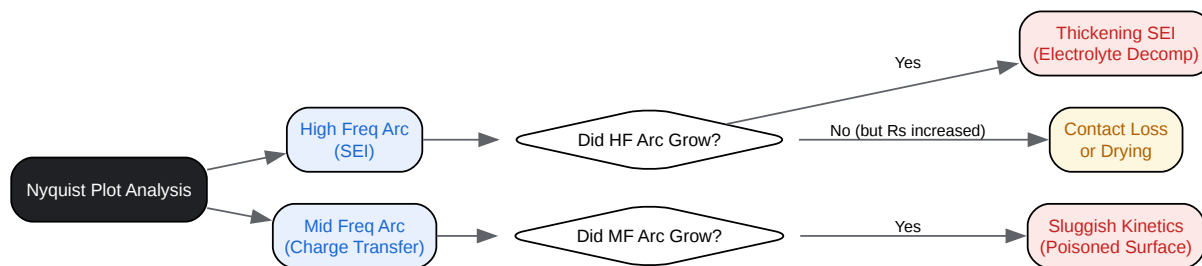 Thickening SEI
(Electrolyte Decomp)
Yes
High Freq Arc
(SEI)
Did HF Arc Grow?
No (but Rs increased)
Contact Loss
or Drying
Nyquist Plot Analysis
Mid Freq Arc
(Charge Transfer)
Did MF Arc Grow?
Yes
Sluggish Kinetics
(Poisoned Surface)